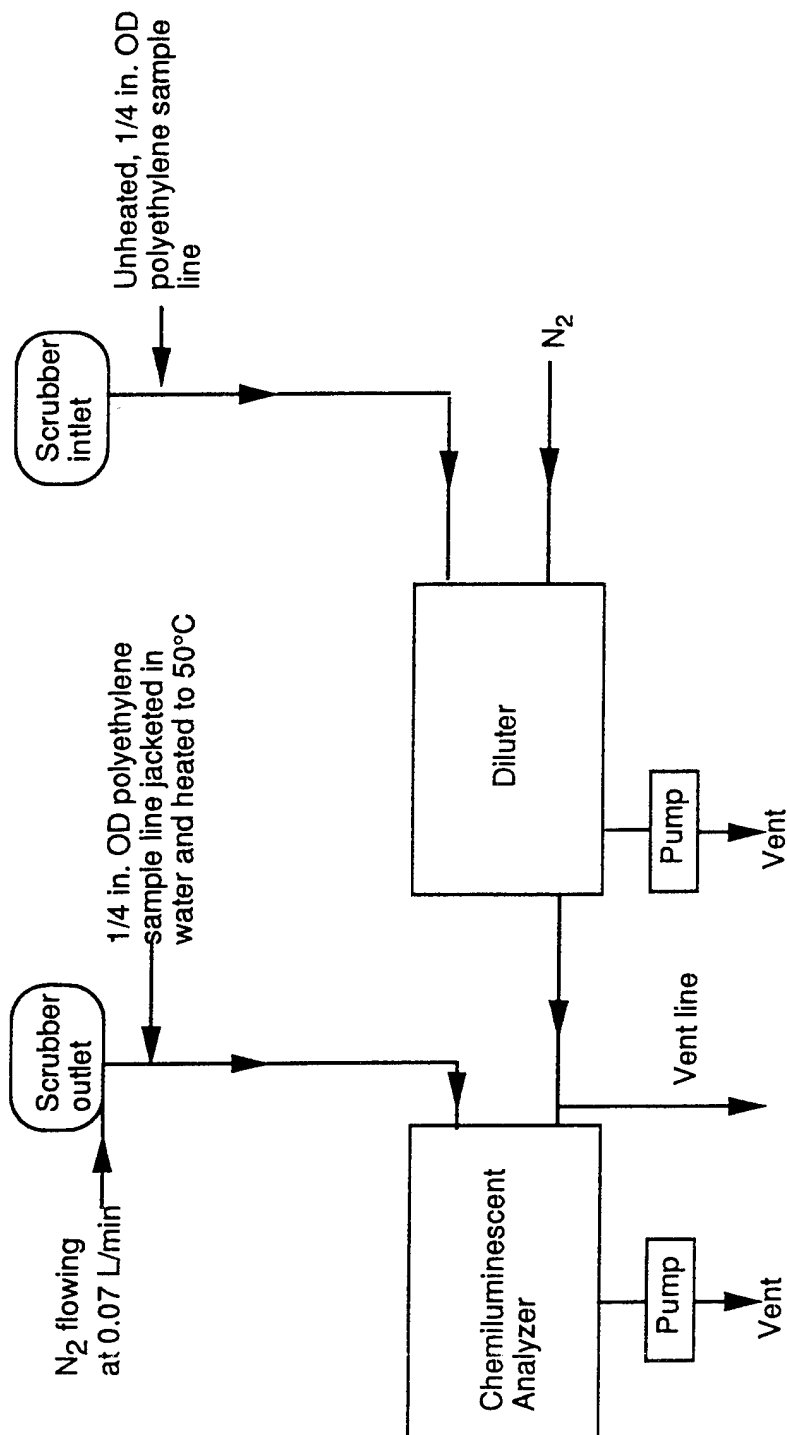 Scrubber
outlet
N2 flowing
at 0.07 L/min
1/4 in. OD polyethylene
sample line jacketed in
water and heated to 50°C
Scrubber
intlet
Unheated, 1/4 in. OD
polyethylene sample
line
Chemiluminescent
Analyzer
Pump
Vent
Vent line
Diluter
Pump
Vent
N2